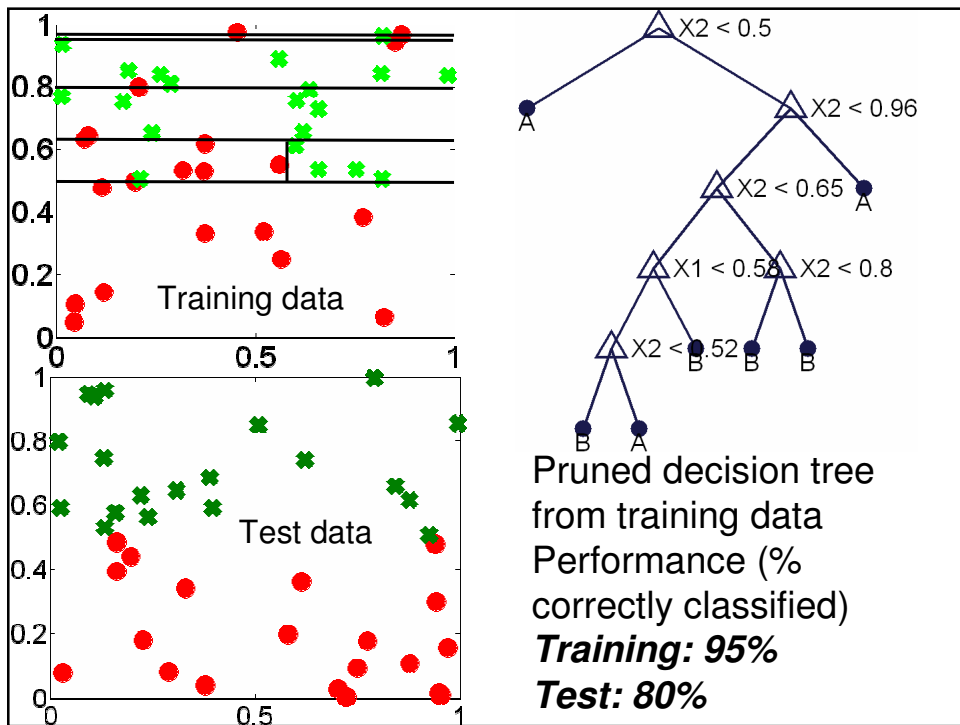 1
0.8
0.6
0.4
0.2
0
Training data
0
0.5
1
1
0.8
0.6
0.4
0.2
0
Test data
0
0.5
1
X2 < 0.5
A
X2 < 0.96
X2 < 0.65
A
X1 < 0.58
X2 < 0.8
X2 < 0.52
B
B
B
B
A
Pruned decision tree
from training data
Performance (%
correctly classified)
Training: 95%
Test: 80%